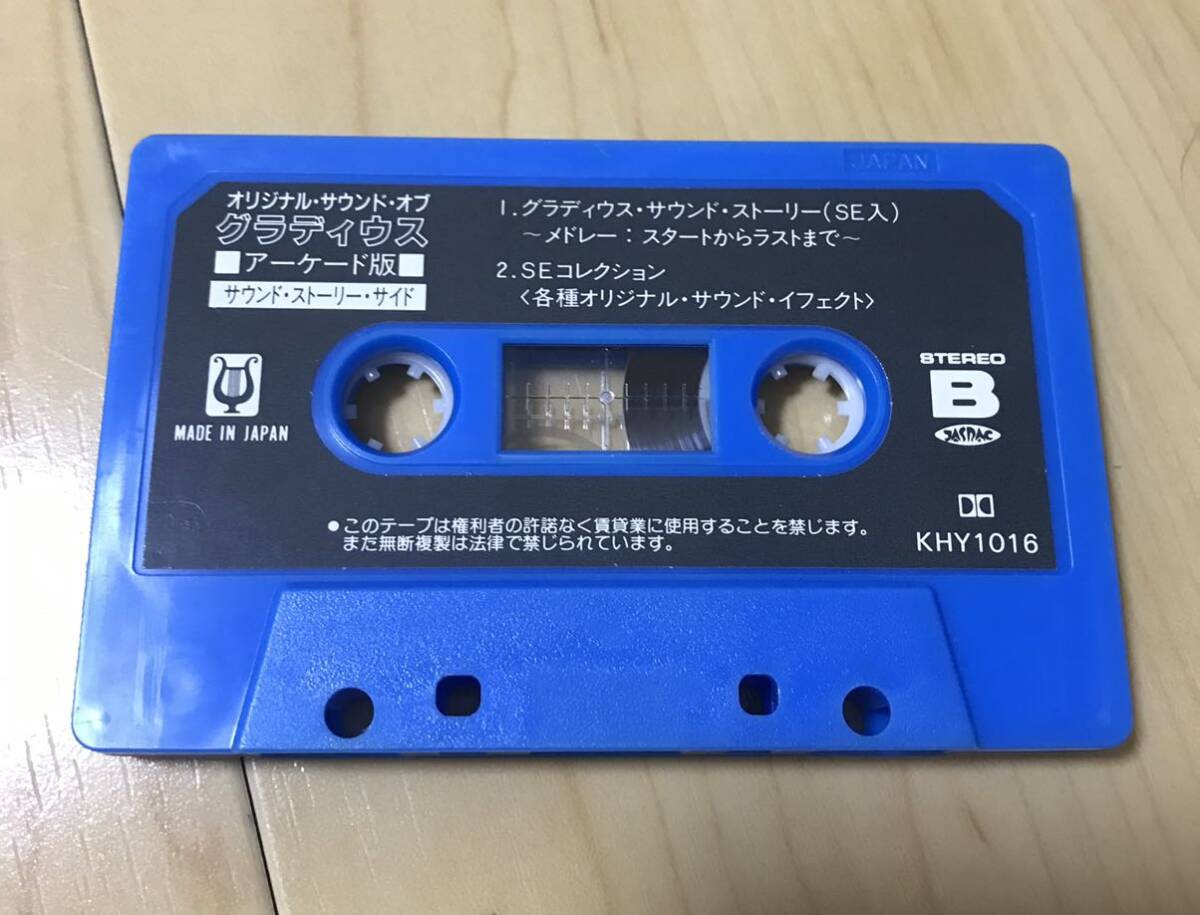 JAPAN
オリジナル・サウンド・オブ
グラディウス
■アーケード版■
サウンド・ストーリー・サイド
1.グラディウス・サウンド・ストーリー(SE入)
～メドレー：スタートからラストまで～
2.SEコレクション
〈各種オリジナル・サウンド・イフェクト〉
MADE IN JAPAN
STEREO
B
JASRAC
●このテープは権利者の許諾なく賃貸業に使用することを禁じます。
また無断複製は法律で禁じられています。
KHY1016